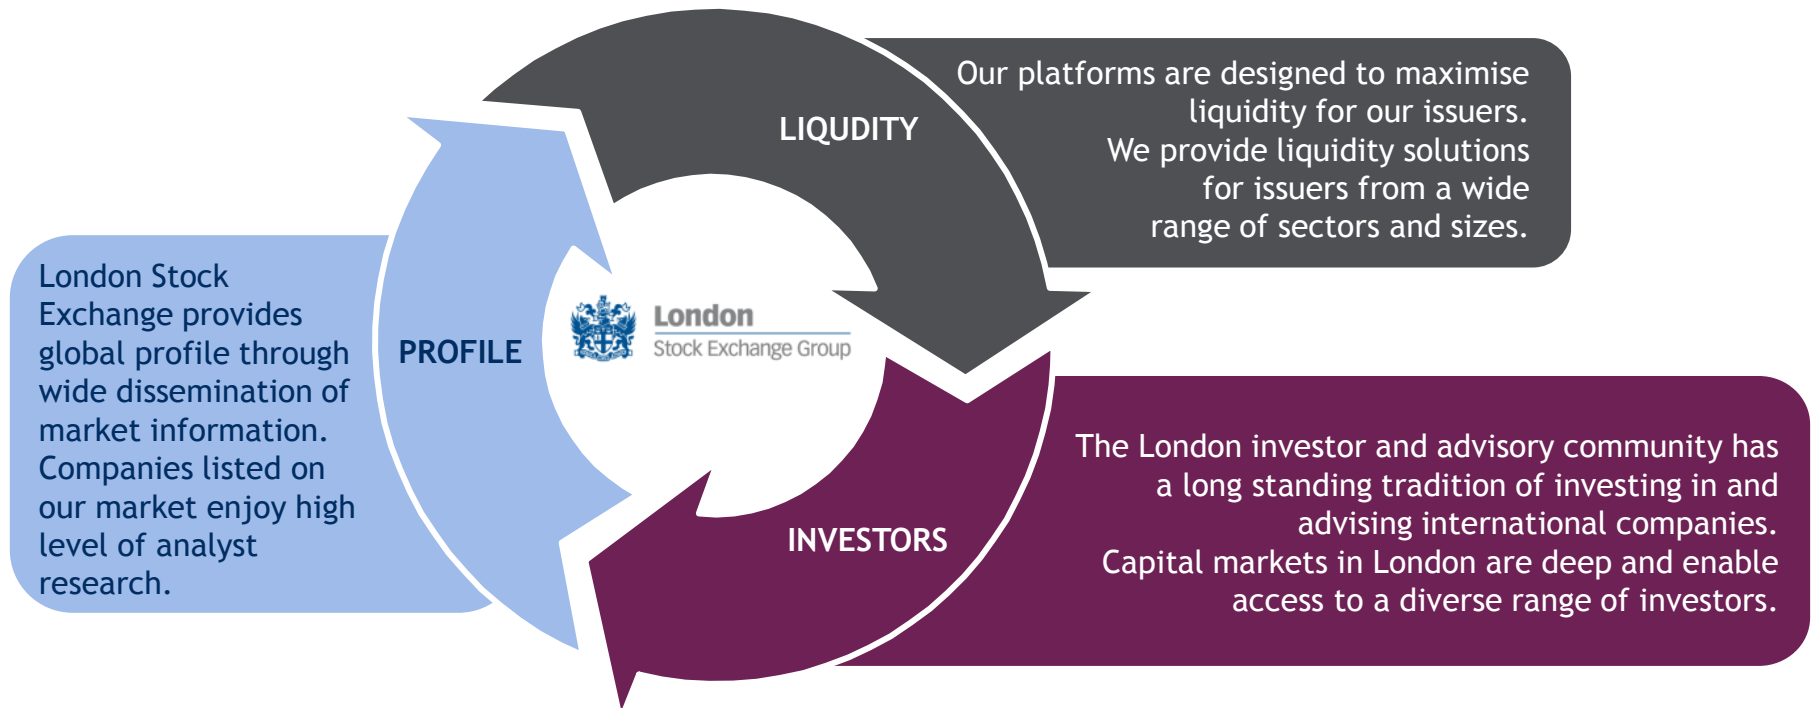 LIQUDITY
Our platforms are designed to maximise
liquidity for our issuers.
We provide liquidity solutions
for issuers from a wide
range of sectors and sizes.
London Stock
Exchange provides
global profile through
wide dissemination of
market information.
Companies listed on
our market enjoy high
level of analyst
research.
PROFILE
London
Stock Exchange Group
INVESTORS
The London investor and advisory community has
a long standing tradition of investing in and
advising international companies.
Capital markets in London are deep and enable
access to a diverse range of investors.